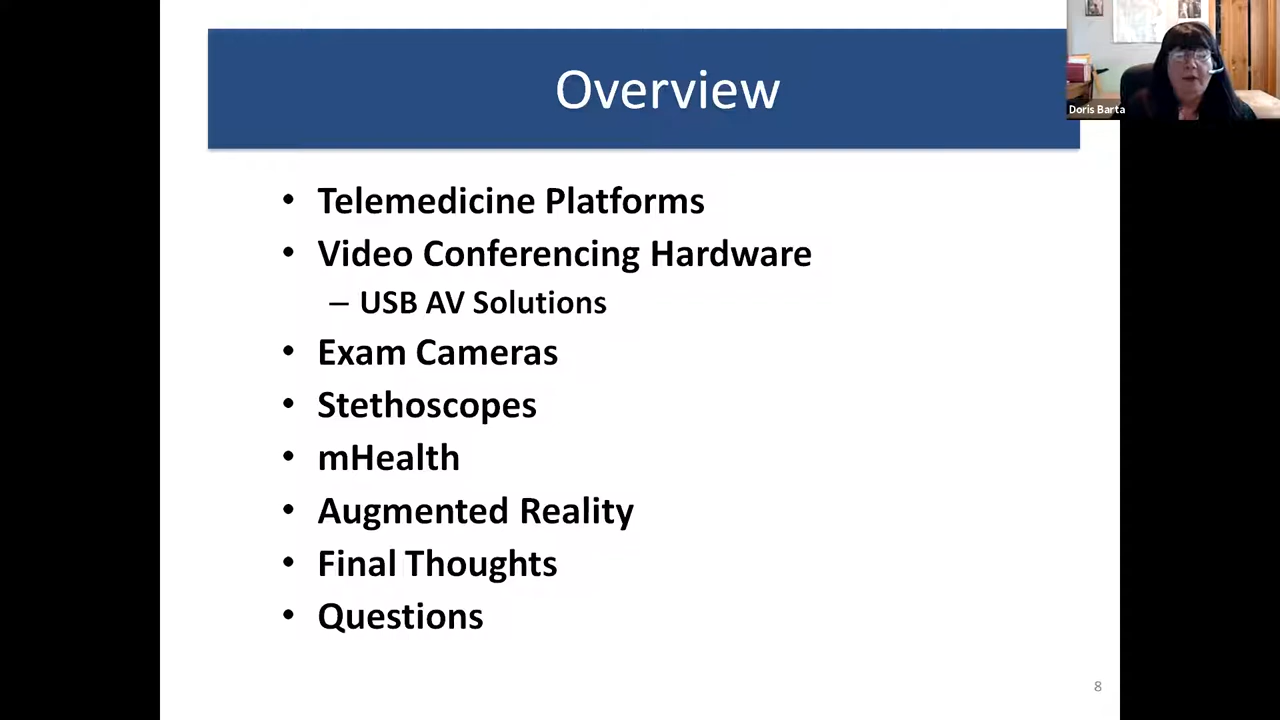 Overview
Doris Barta
• Telemedicine Platforms
• Video Conferencing Hardware
– USB AV Solutions
• Exam Cameras
• Stethoscopes
• mHealth
• Augmented Reality
• Final Thoughts
• Questions
8